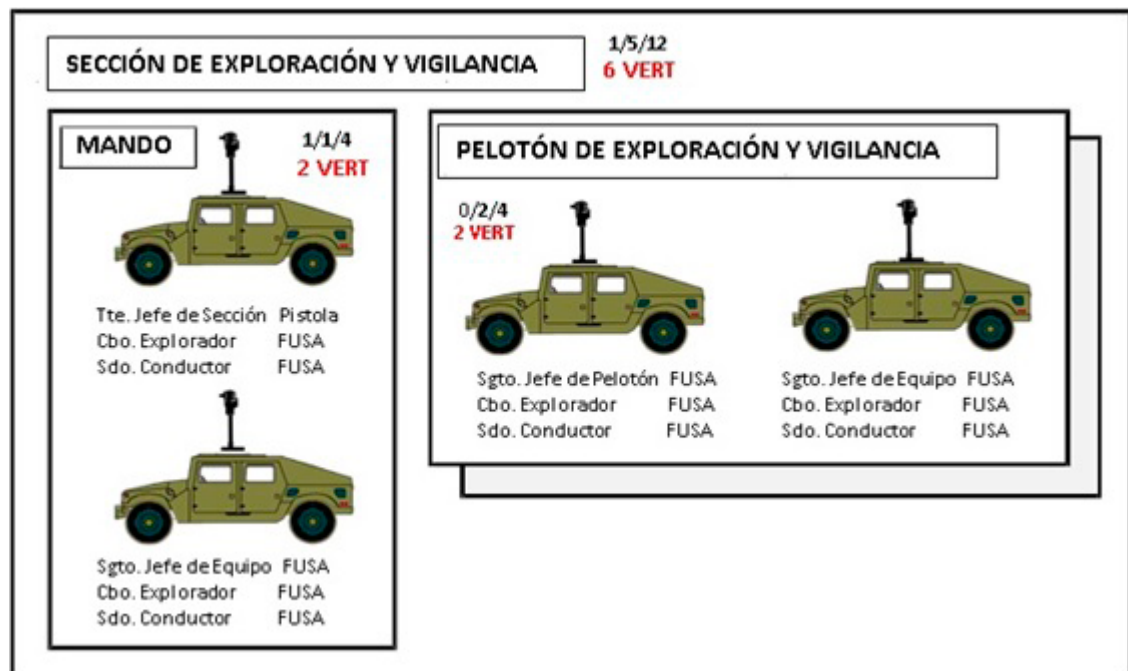 SECCIÓN DE EXPLORACIÓN Y VIGILANCIA
1/5/12
6 VERT
MANDO
1/1/4
2 VERT
Tte. Jefe de Sección Pistola
Cbo. Explorador FUSA
Sdo. Conductor FUSA
Sgto. Jefe de Equipo FUSA
Cbo. Explorador FUSA
Sdo. Conductor FUSA
PELOTÓN DE EXPLORACIÓN Y VIGILANCIA
0/2/4
2 VERT
Sgto. Jefe de Pelotón FUSA
Cbo. Explorador FUSA
Sdo. Conductor FUSA
Sgto. Jefe de Equipo FUSA
Cbo. Explorador FUSA
Sdo. Conductor FUSA